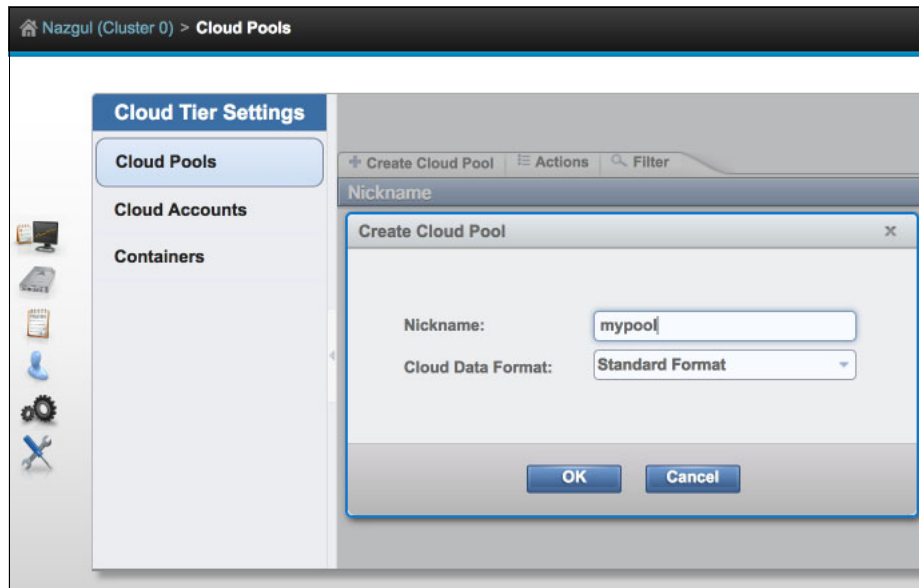 Nazgul (Cluster 0) > Cloud Pools
Cloud Tier Settings
Cloud Pools
Cloud Accounts
Containers
Create Cloud Pool Actions Filter
Nickname
Create Cloud Pool x
Nickname: mypool
Cloud Data Format: Standard Format
OK Cancel